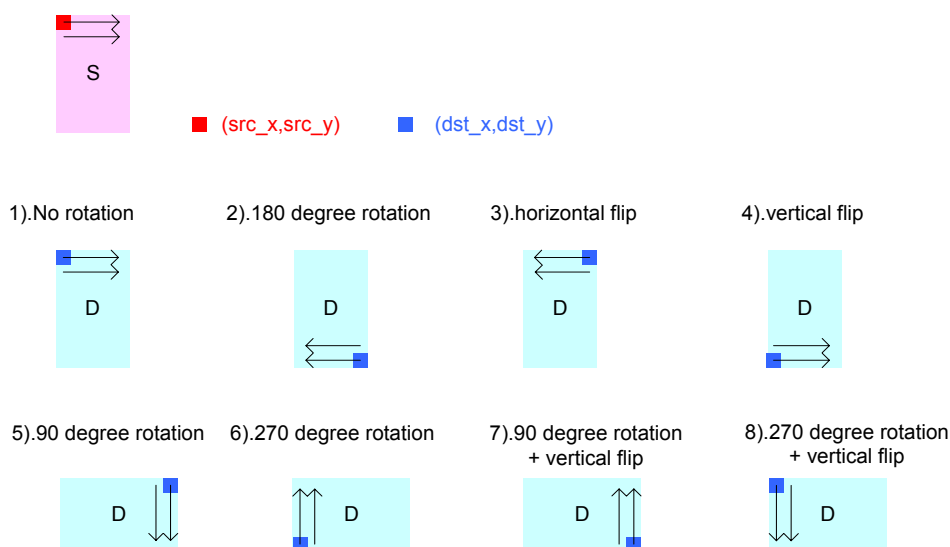 S
(src_x,src_y)
(dst_x,dst_y)
1).No rotation
2).180 degree rotation
3).horizontal flip
4).vertical flip
D
D
D
D
5).90 degree rotation
6).270 degree rotation
7).90 degree rotation
+ vertical flip
8).270 degree rotation
+ vertical flip
D
D
D
D